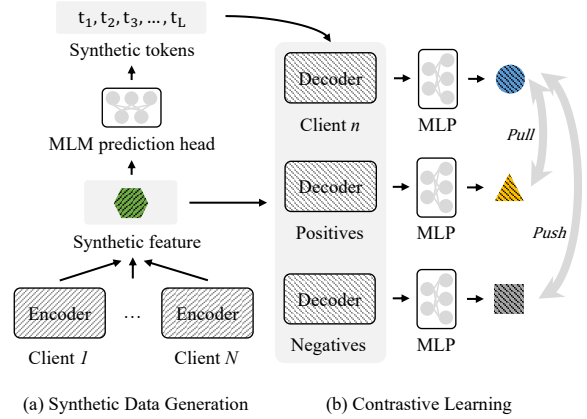 t₁, t₂, t₃, ..., t_L
Synthetic tokens
MLM prediction head
Synthetic feature
Encoder ... Encoder
Client 1 Client N
(a) Synthetic Data Generation
Decoder
Client n
MLP
Pull
Decoder
Positives
MLP
Push
Decoder
Negatives
MLP
(b) Contrastive Learning